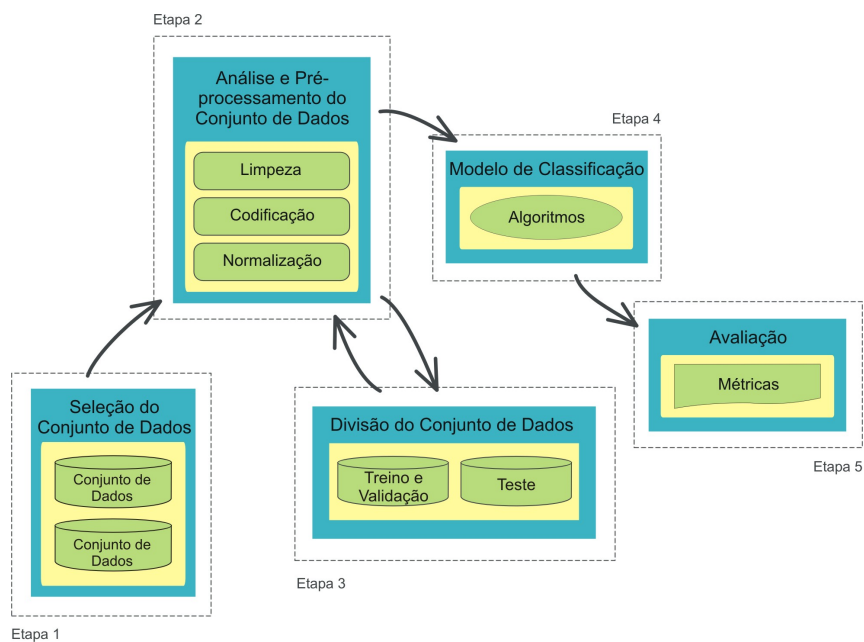 Etapa 2
Análise e Pré-
processamento do
Conjunto de Dados
Limpeza
Codificação
Normalização
Etapa 4
Modelo de Classificação
Algoritmos
Avaliação
Métricas
Etapa 5
Seleção do
Conjunto de Dados
Conjunto de
Dados
Conjunto de
Dados
Etapa 1
Divisão do Conjunto de Dados
Treino e
Validação
Teste
Etapa 3